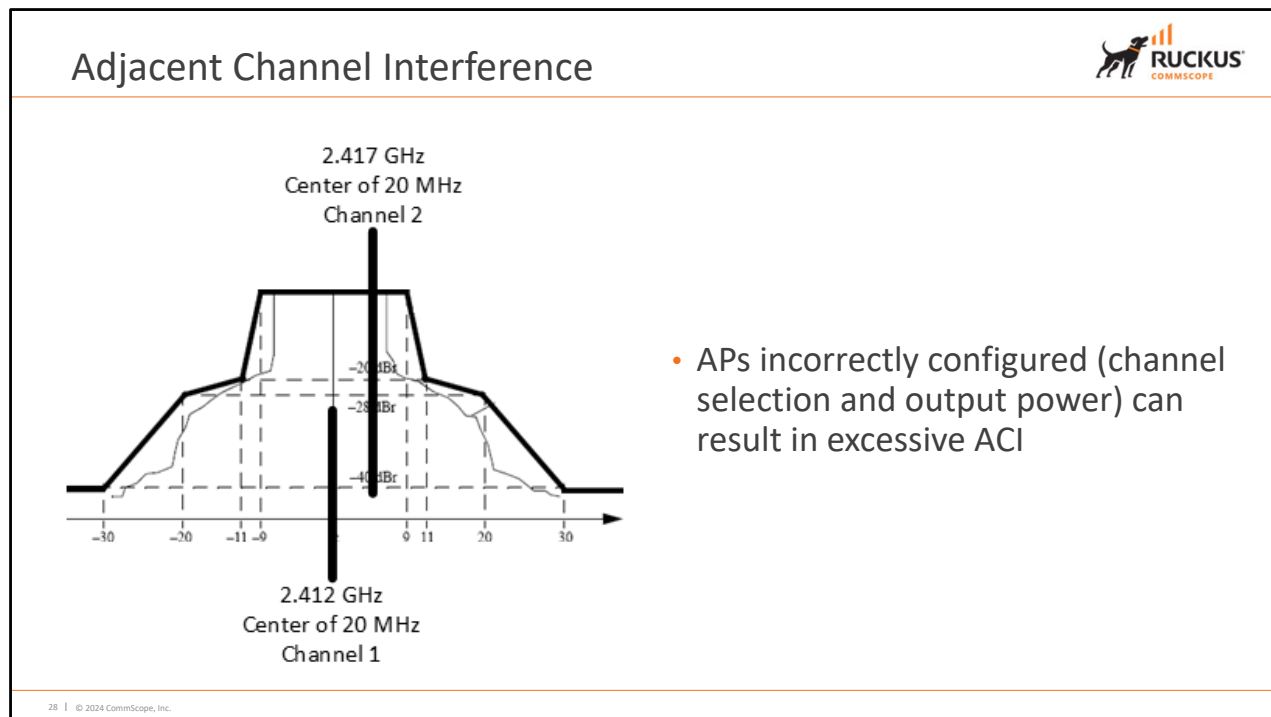 Adjacent Channel Interference
RUCKUS
COMMSCOPE
2.417 GHz
Center of 20 MHz
Channel 2
–20 dBr
–28 dBr
–40 dBr
–30 –20 –11 –9 9 11 20 30
2.412 GHz
Center of 20 MHz
Channel 1
• APs incorrectly configured (channel
selection and output power) can
result in excessive ACI
28 | © 2024 CommScope, Inc.